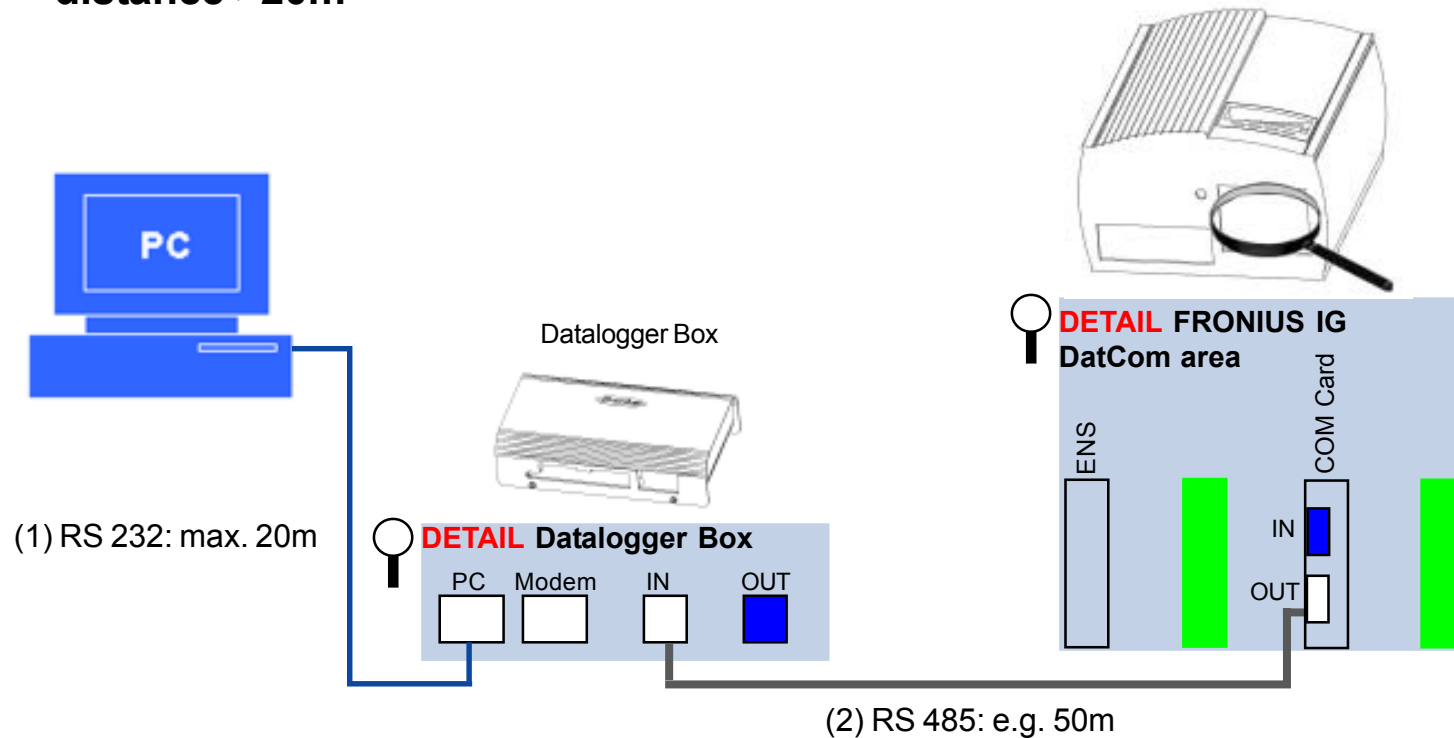 PC
Datalogger Box
DETAIL FRONIUS IG
DatCom area
ENS
COM Card
IN
OUT
(1) RS 232: max. 20m
DETAIL Datalogger Box
PC Modem IN OUT
(2) RS 485: e.g. 50m